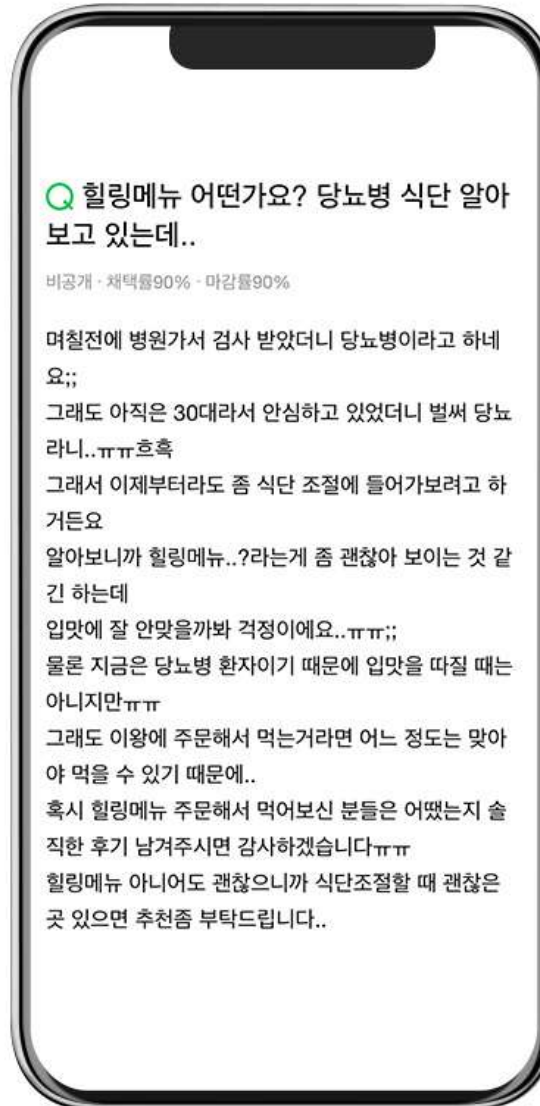 Q 힐링메뉴 어떤가요? 당뇨병 식단 알아
보고 있는데..
비공개 · 채택률90% · 마감률90%
며칠전에 병원가서 검사 받았더니 당뇨병이라고 하네
요;;
그래도 아직은 30대라서 안심하고 있었더니 벌써 당뇨
라니..ㅠㅠ흐흑
그래서 이제부터라도 좀 식단 조절에 들어가보려고 하
거든요
알아보니까 힐링메뉴..?라는게 좀 괜찮아 보이는 것 같
긴 하는데
입맛에 잘 안맞을까봐 걱정이에요..ㅠㅠ;;
물론 지금은 당뇨병 환자이기 때문에 입맛을 따질 때는
아니지만ㅠㅠ
그래도 이왕에 주문해서 먹는거라면 어느 정도는 맞아
야 먹을 수 있기 때문에..
혹시 힐링메뉴 주문해서 먹어보신 분들은 어땠는지 솔
직한 후기 남겨주시면 감사하겠습니다ㅠㅠ
힐링메뉴 아니어도 괜찮으니까 식단조절할 때 괜찮은
곳 있으면 추천좀 부탁드립니다..